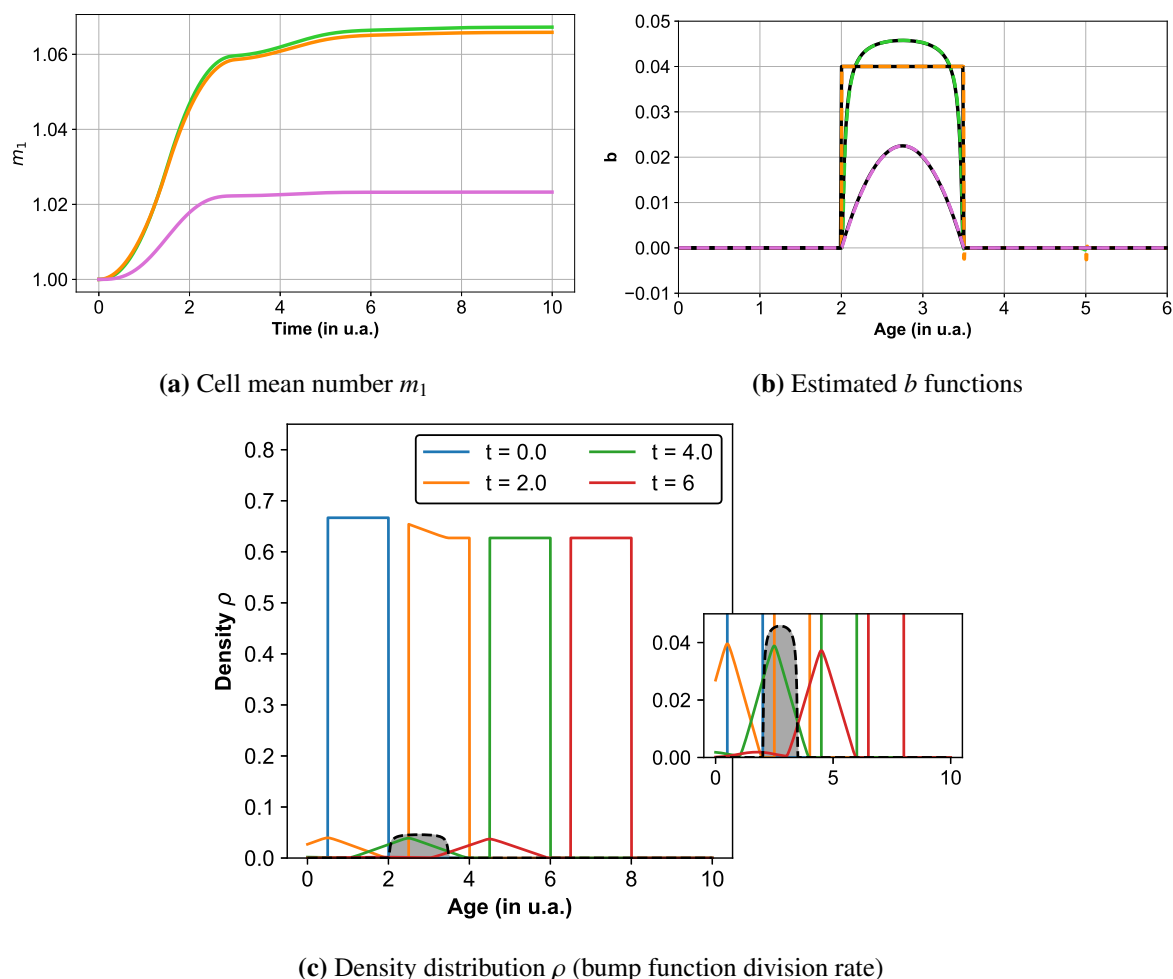 1.06
1.04
1.02
1.00
m₁
0 2 4 6 8 10
Time (in u.a.)
(a) Cell mean number m₁
0.05
0.04
0.03
0.02
0.01
0.00
−0.01
b
0 1 2 3 4 5 6
Age (in u.a.)
(b) Estimated b functions
0.8
0.7
0.6
0.5
0.4
0.3
0.2
0.1
0.0
Density ρ
t = 0.0 t = 4.0
t = 2.0 t = 6
0 2 4 6 8 10
Age (in u.a.)
0.04
0.02
0.00
0 5 10
(c) Density distribution ρ (bump function division rate)